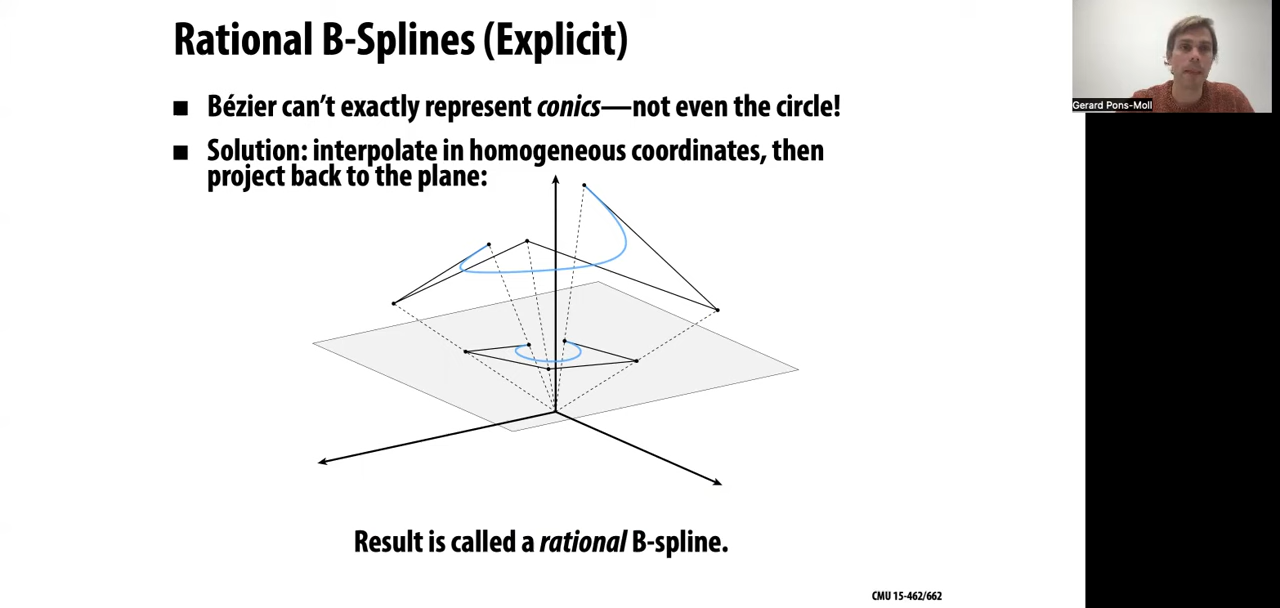 Rational B-Splines (Explicit)
■ Bézier can't exactly represent conics—not even the circle!
■ Solution: interpolate in homogeneous coordinates, then
project back to the plane:
Result is called a rational B-spline.
CMU 15-462/662
Gerard Pons-Moll